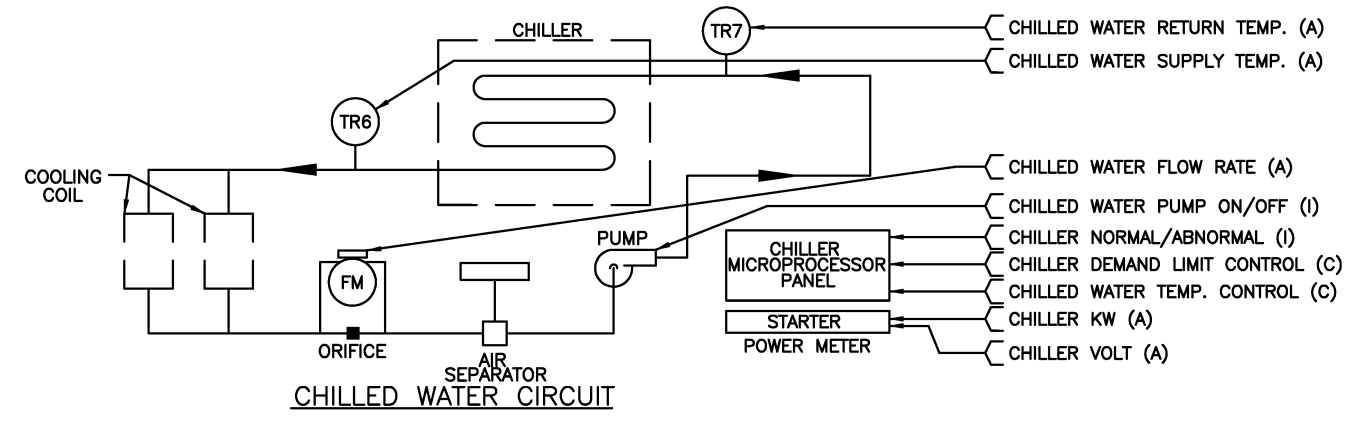 CHILLER
TR7
CHILLED WATER RETURN TEMP. (A)
CHILLED WATER SUPPLY TEMP. (A)
TR6
COOLING
COIL
CHILLED WATER FLOW RATE (A)
CHILLED WATER PUMP ON/OFF (I)
PUMP
CHILLER
MICROPROCESSOR
PANEL
CHILLER NORMAL/ABNORMAL (I)
CHILLER DEMAND LIMIT CONTROL (C)
CHILLED WATER TEMP. CONTROL (C)
FM
STARTER
POWER METER
CHILLER KW (A)
CHILLER VOLT (A)
ORIFICE
AIR
SEPARATOR
CHILLED WATER CIRCUIT